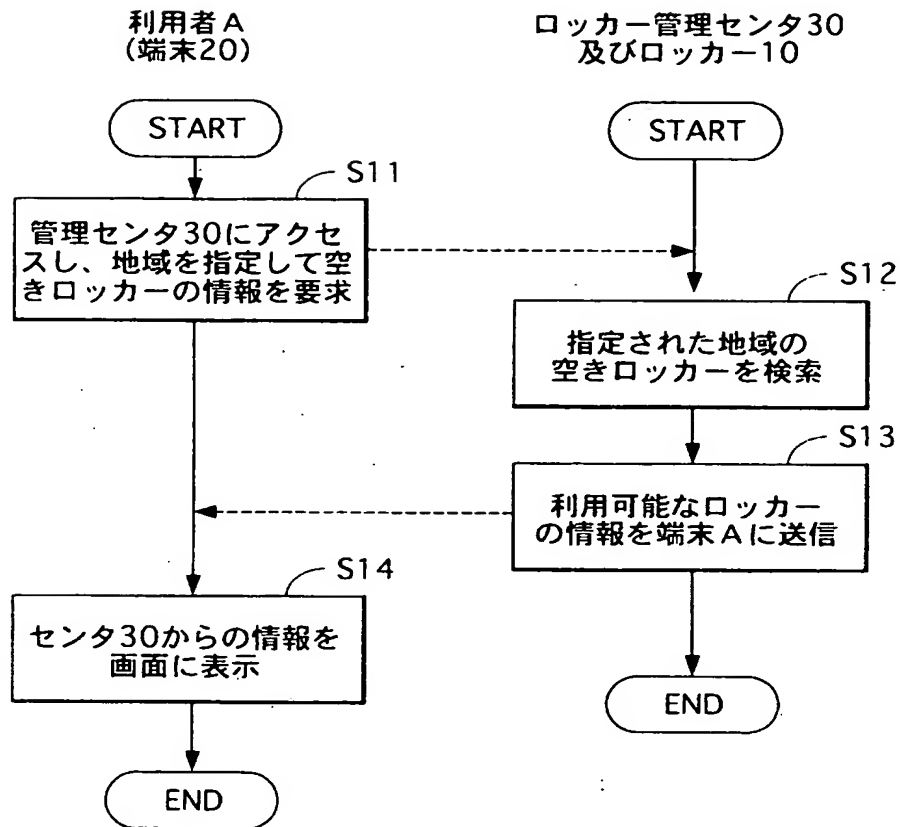 利用者A
(端末20)
ロッカー管理センタ30
及びロッカー10
START
START
S11
管理センタ30にアクセ
スし、地域を指定して空
きロッカーの情報を要求
S12
指定された地域の
空きロッカーを検索
S13
利用可能なロッカー
の情報を端末Aに送信
S14
センタ30からの情報を
画面に表示
END
END